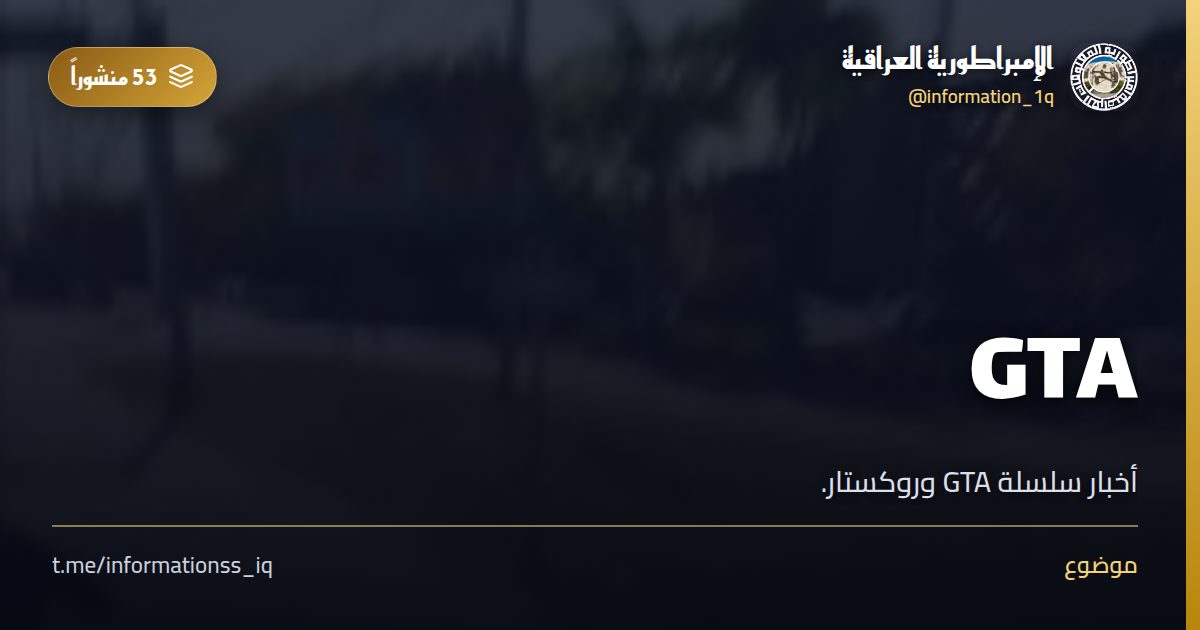 الإمبراطورية العراقية
@information_1q
53 منشوراً
GTA
أخبار سلسلة GTA وروكستار.
موضوع
t.me/informationss_iq